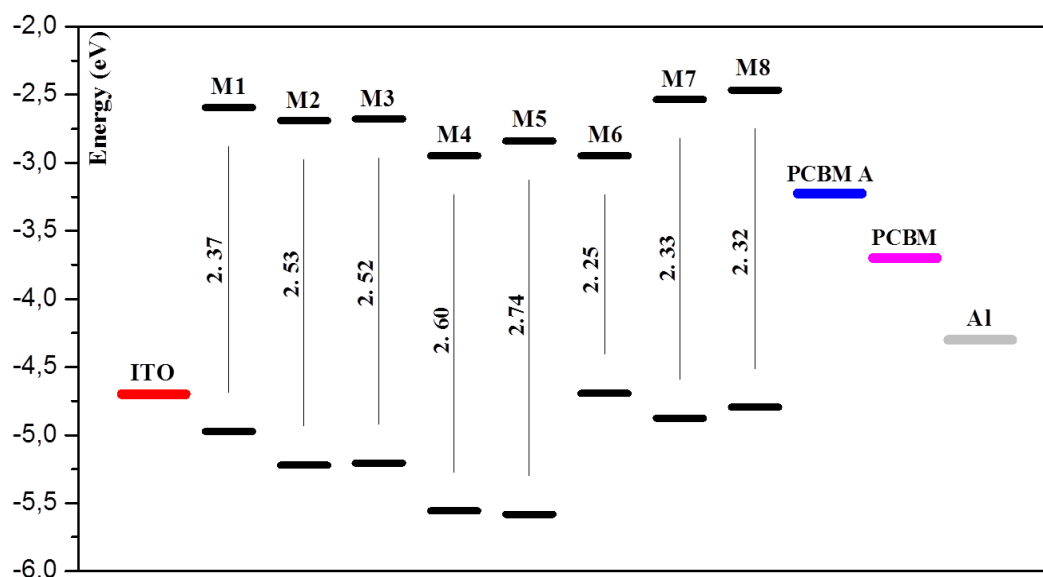 -2,0
-2,5
-3,0
-3,5
-4,0
-4,5
-5,0
-5,5
-6,0
Energy (eV)
ITO
M1
M2
M3
M4
M5
M6
M7
M8
PCBM A
PCBM
Al
2. 37
2. 53
2. 52
2. 60
2.74
2. 25
2. 33
2. 32